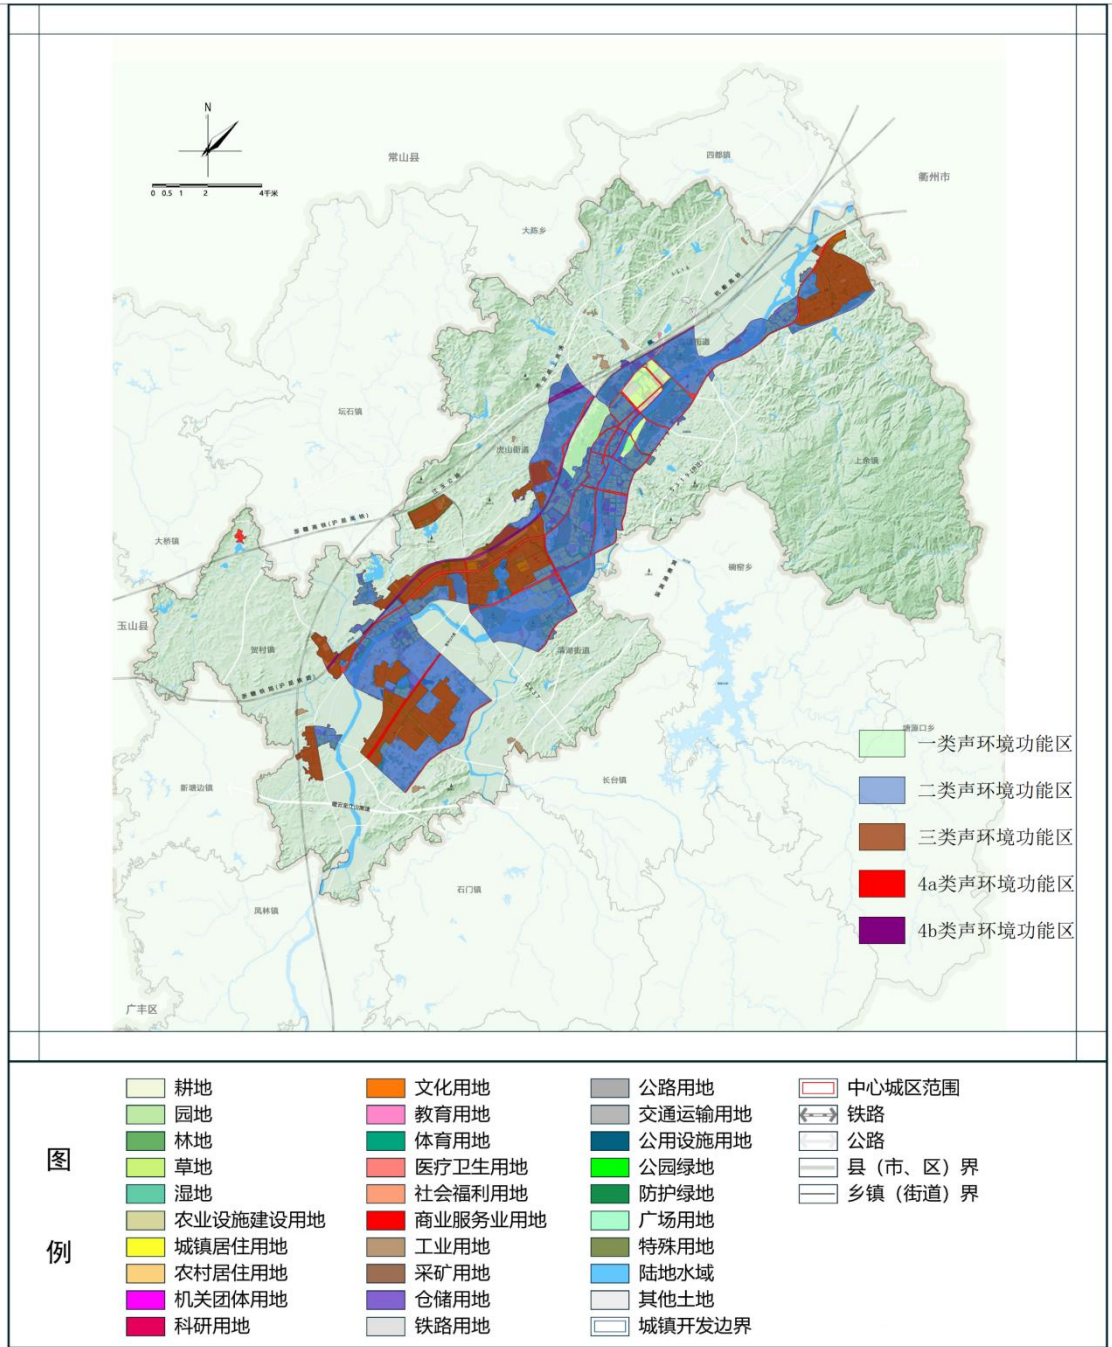 N
0 0.5 1 2 4千米
常山县
四都镇
衢州市
大陈乡
坛石镇
虎山街道
上余镇
大桥镇
碗窑乡
玉山县
贺村镇
清湖街道
塘源口乡
新塘边镇
长台镇
石门镇
凤林镇
广丰区
一类声环境功能区
二类声环境功能区
三类声环境功能区
4a类声环境功能区
4b类声环境功能区
图例
耕地
园地
林地
草地
湿地
农业设施建设用地
城镇居住用地
农村居住用地
机关团体用地
科研用地
文化用地
教育用地
体育用地
医疗卫生用地
社会福利用地
商业服务业用地
工业用地
采矿用地
仓储用地
铁路用地
公路用地
交通运输用地
公用设施用地
公园绿地
防护绿地
广场用地
特殊用地
陆地水域
其他土地
城镇开发边界
中心城区范围
铁路
公路
县（市、区）界
乡镇（街道）界